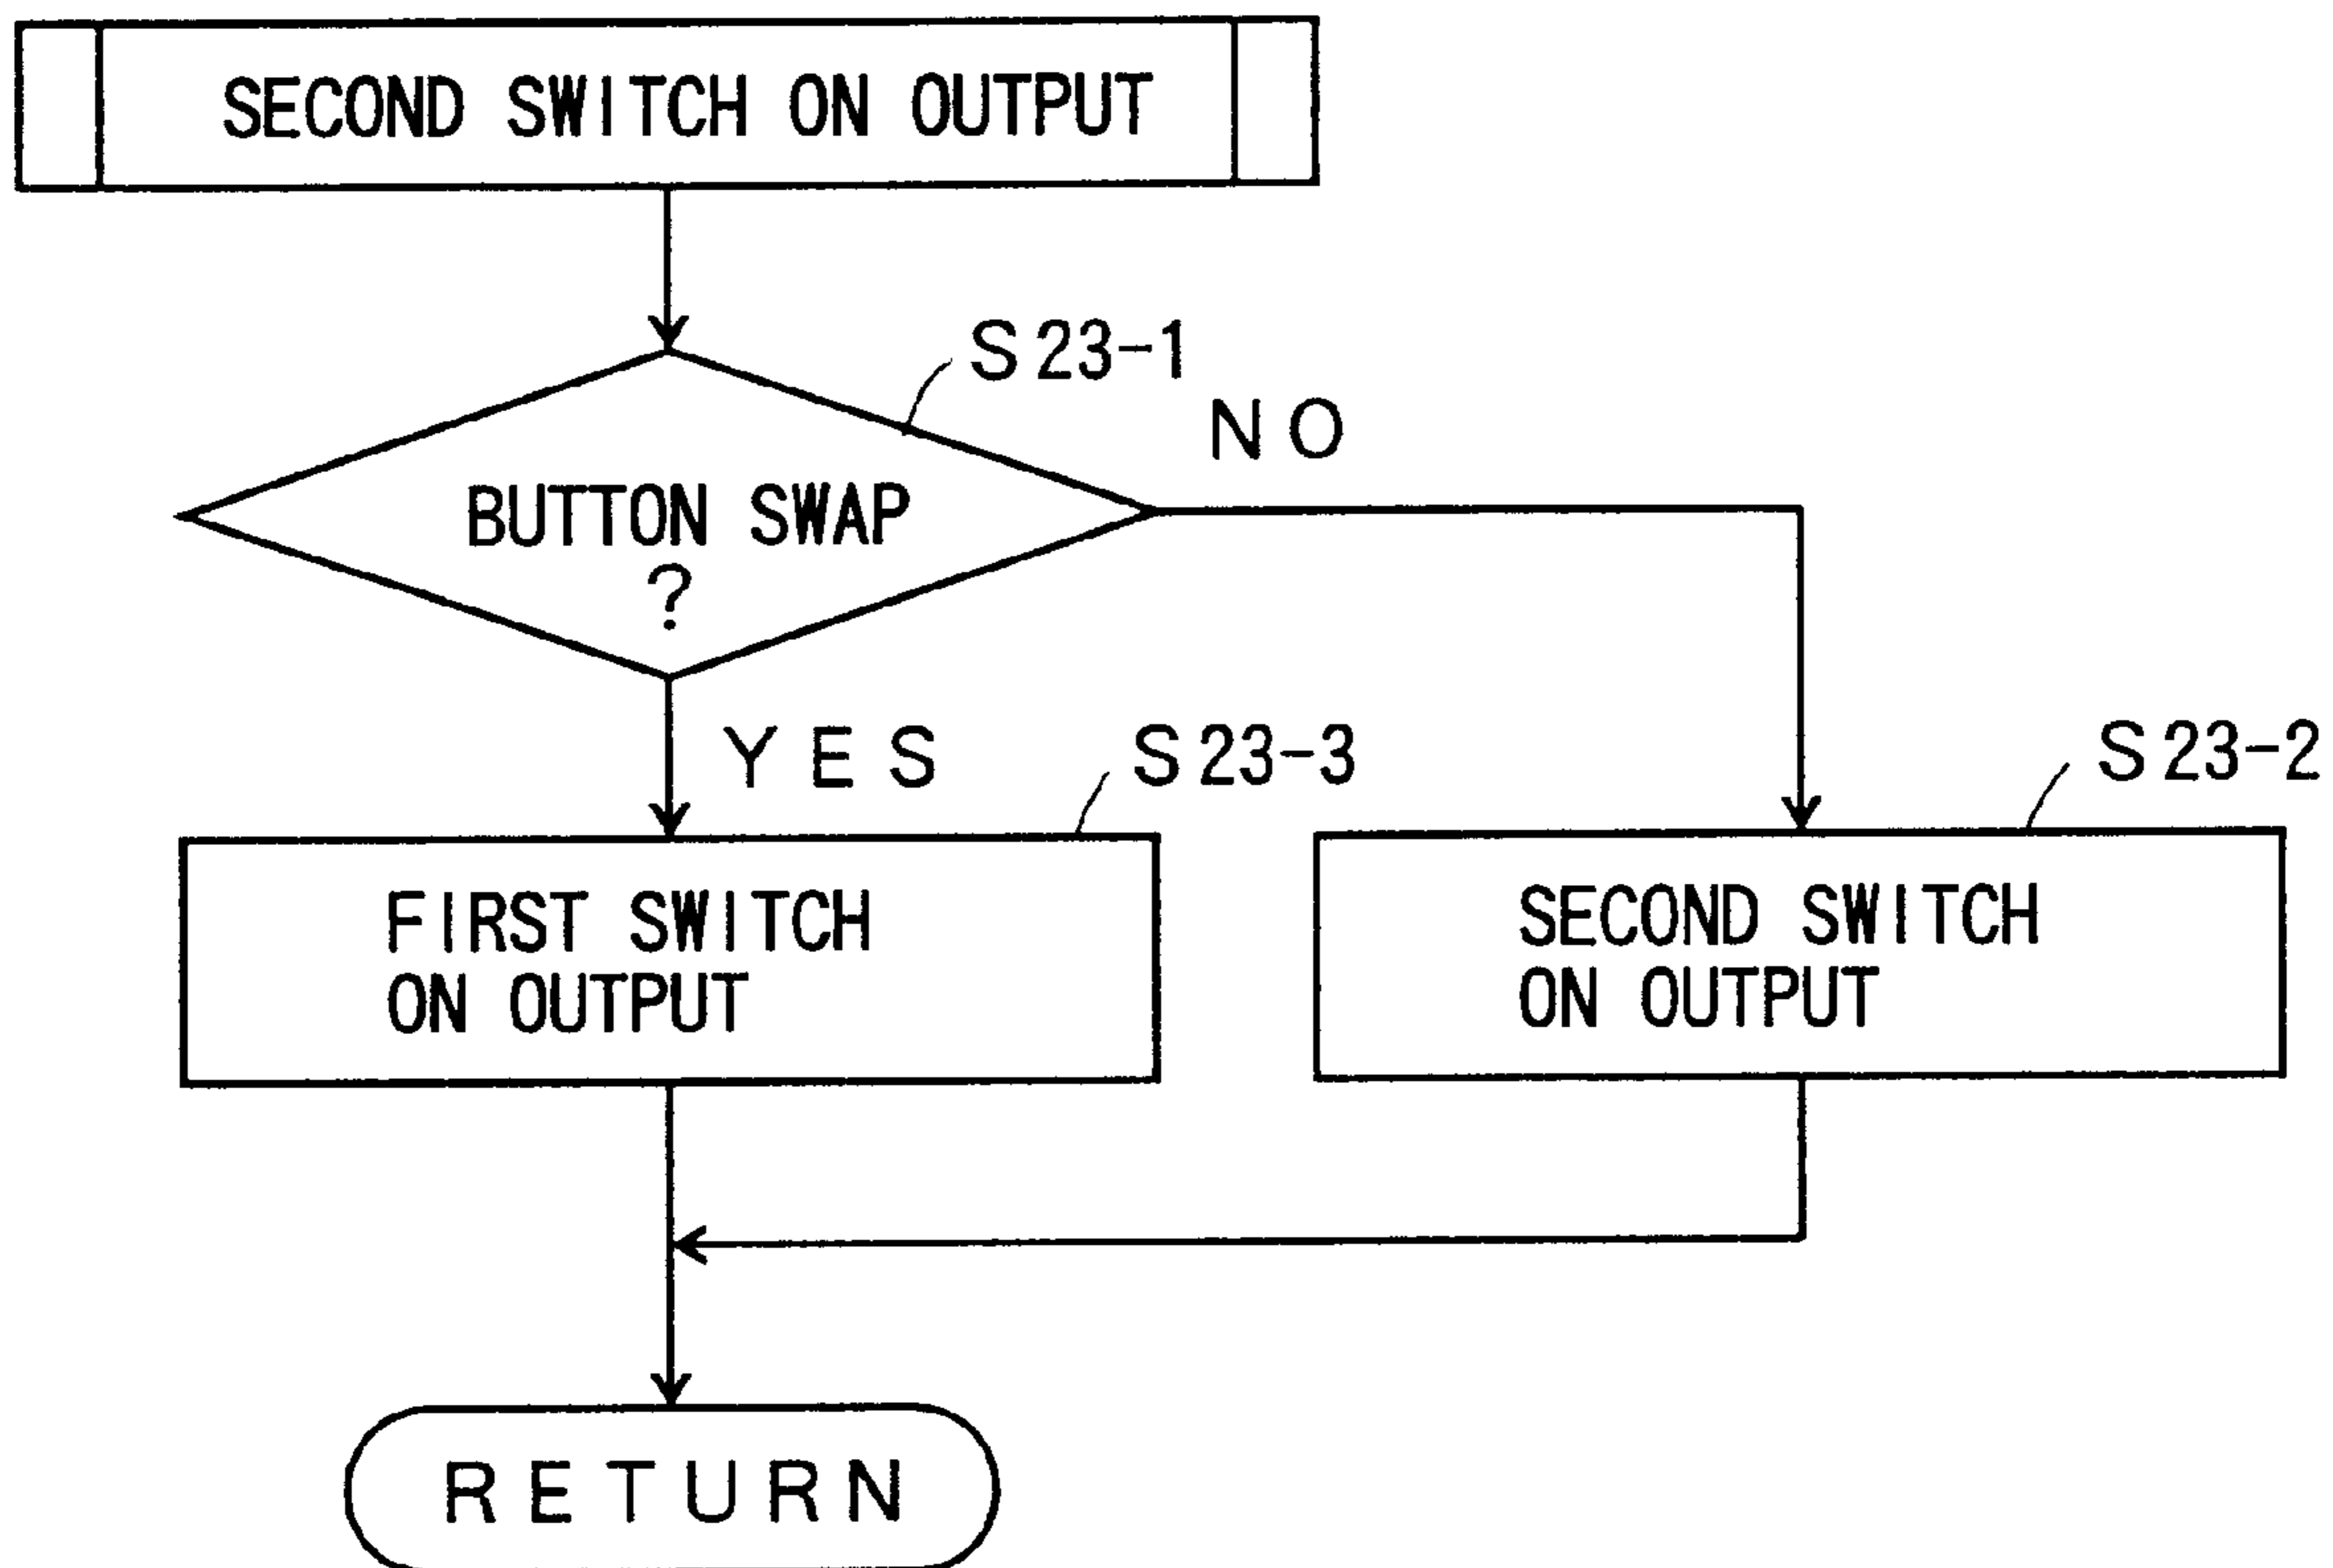 SECOND SWITCH ON OUTPUT
S23-1
NO
BUTTON SWAP
?
YES
S23-3
S23-2
FIRST SWITCH
ON OUTPUT
SECOND SWITCH
ON OUTPUT
RETURN